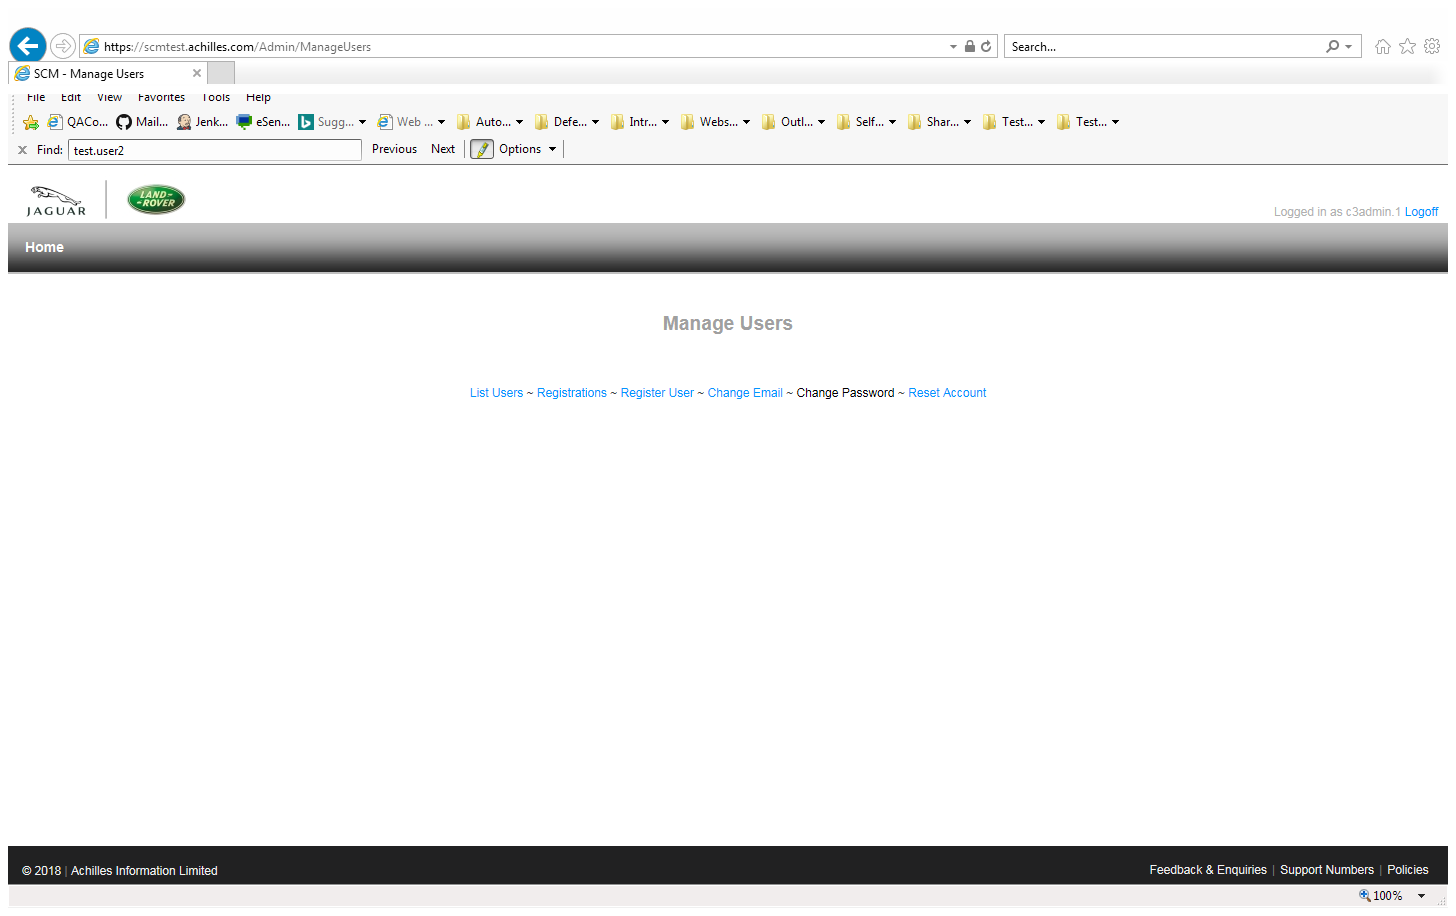 https://scmtest.achilles.com/Admin/ManageUsers
Search...
SCM - Manage Users
File Edit View Favorites Tools Help
QACo... Mail... Jenk... eSen... Sugg... Web ... Auto... Defe... Intr... Webs... Outl... Self... Shar... Test... Test...
x Find: test.user2 Previous Next Options
JAGUAR
LAND-
-ROVER
Logged in as c3admin.1 Logoff
Home
Manage Users
List Users ~ Registrations ~ Register User ~ Change Email ~ Change Password ~ Reset Account
© 2018 | Achilles Information Limited
Feedback & Enquiries | Support Numbers | Policies
100%